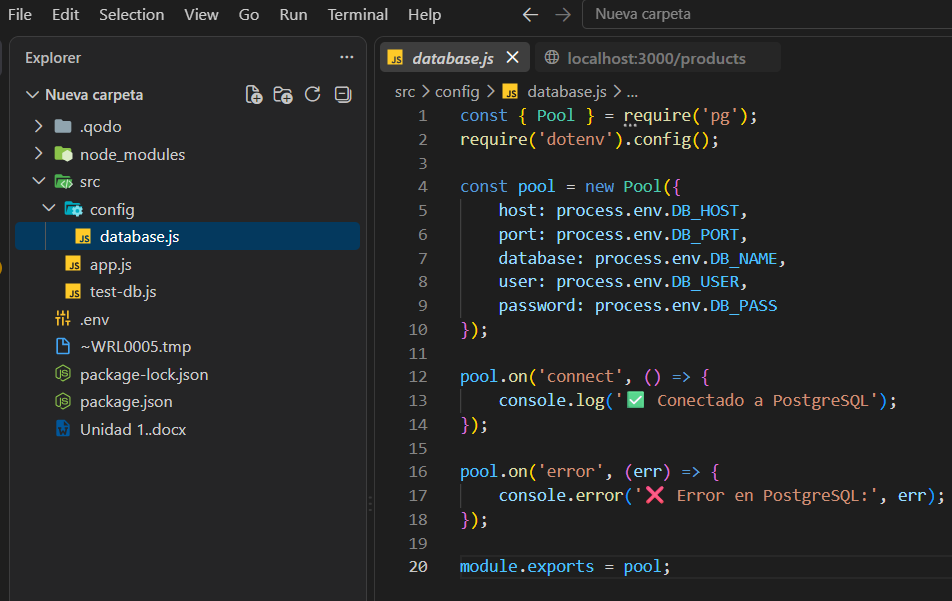 File Edit Selection View Go Run Terminal Help ← → Nueva carpeta
Explorer ...
Nueva carpeta
.qodo
node_modules
src
config
database.js
app.js
test-db.js
.env
~WRL0005.tmp
package-lock.json
package.json
Unidad 1..docx
database.js localhost:3000/products
src > config > database.js > ...
1 const { Pool } = require('pg');
2 require('dotenv').config();
3
4 const pool = new Pool({
5 host: process.env.DB_HOST,
6 port: process.env.DB_PORT,
7 database: process.env.DB_NAME,
8 user: process.env.DB_USER,
9 password: process.env.DB_PASS
10 });
11
12 pool.on('connect', () => {
13 console.log('✅ Conectado a PostgreSQL');
14 });
15
16 pool.on('error', (err) => {
17 console.error('❌ Error en PostgreSQL:', err);
18 });
19
20 module.exports = pool;